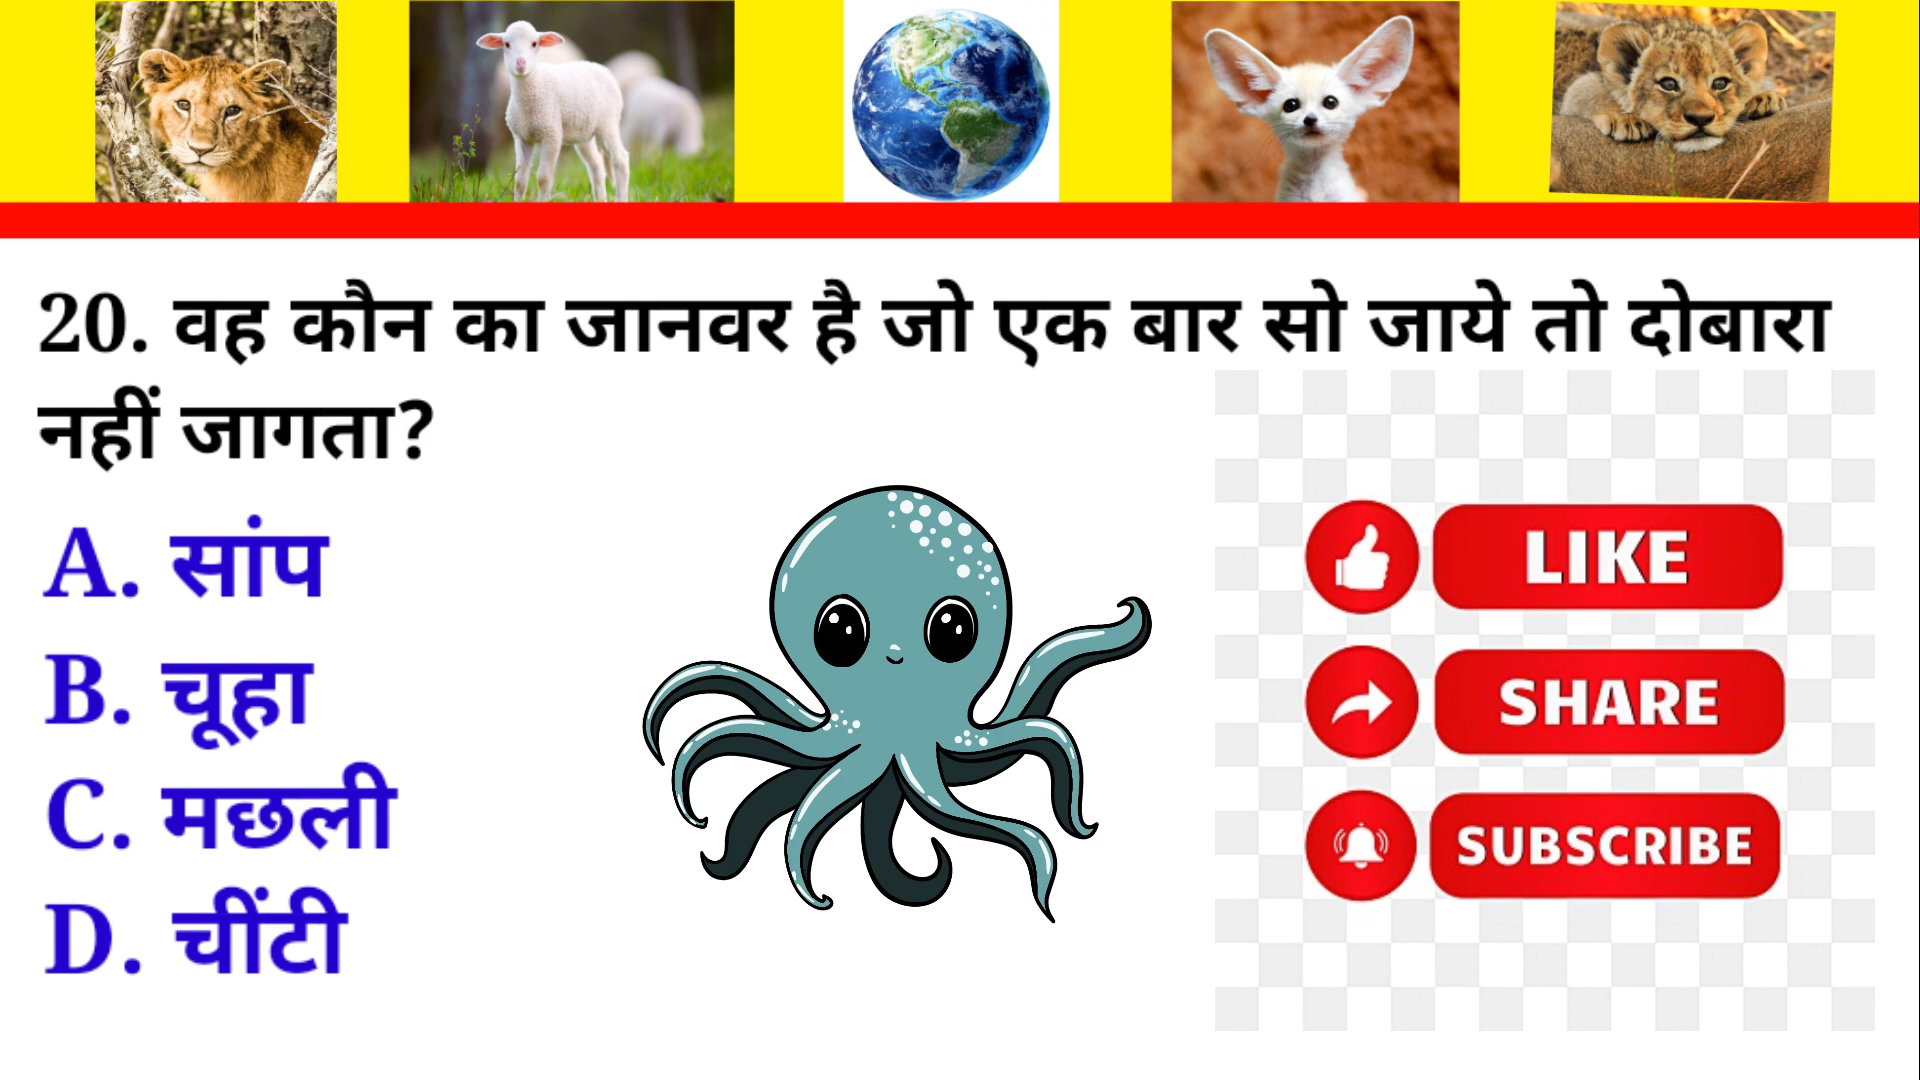 20. वह कौन का जानवर है जो एक बार सो जाये तो दोबारा
नहीं जागता?
A. सांप
B. चूहा
C. मछली
D. चींटी
LIKE
SHARE
SUBSCRIBE